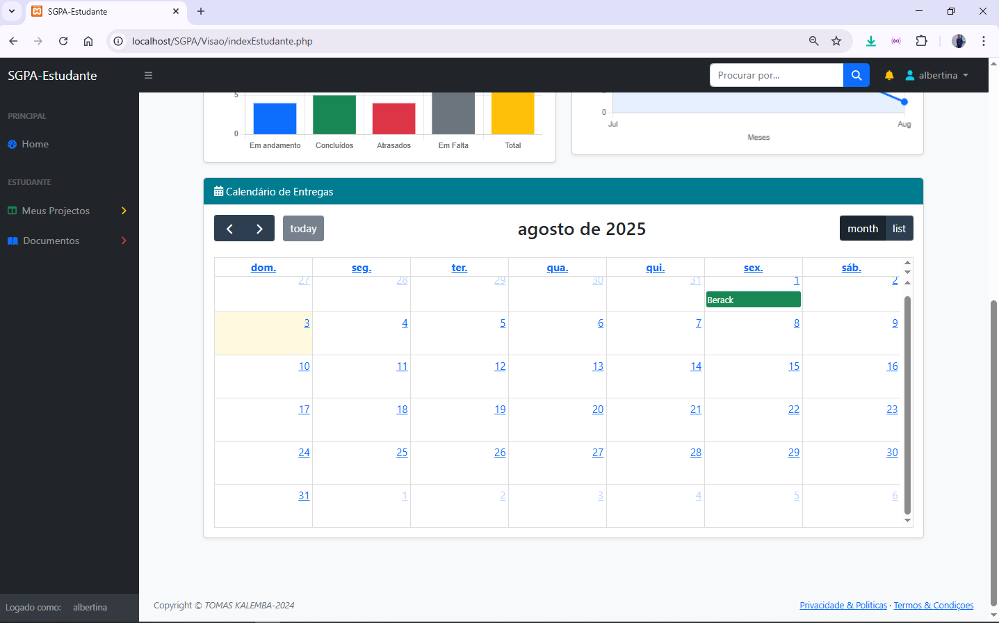 SGPA-Estudante
localhost/SGPA/Visao/indexEstudante.php
SGPA-Estudante
Procurar por...
albertina
PRINCIPAL
Home
ESTUDANTE
Meus Projectos
Documentos
5
0
Em andamento Concluídos Atrasados Em Falta Total
0
Jul Aug
Meses
Calendário de Entregas
today
agosto de 2025
month list
dom. seg. ter. qua. qui. sex. sáb.
27 28 29 30 31 1 2
Berack
3 4 5 6 7 8 9
10 11 12 13 14 15 16
17 18 19 20 21 22 23
24 25 26 27 28 29 30
31 1 2 3 4 5 6
Logado como: albertina
Copyright © TOMAS KALEMBA-2024
Privacidade & Politicas · Termos & Condiçoes